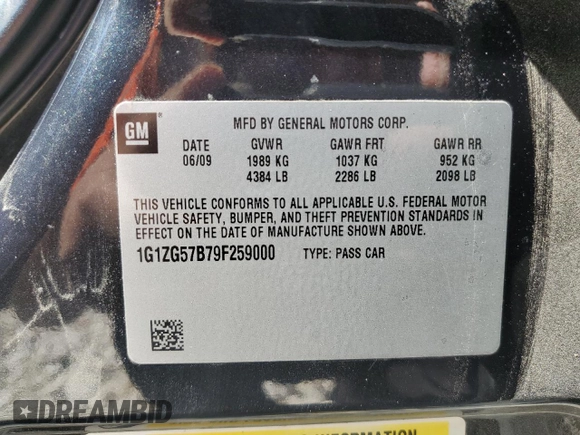 GM
MFD BY GENERAL MOTORS CORP.
DATE GVWR GAWR FRT GAWR RR
06/09 1989 KG 1037 KG 952 KG
4384 LB 2286 LB 2098 LB
THIS VEHICLE CONFORMS TO ALL APPLICABLE U.S. FEDERAL MOTOR
VEHICLE SAFETY, BUMPER, AND THEFT PREVENTION STANDARDS IN
EFFECT ON THE DATE OF MANUFACTURE SHOWN ABOVE.
1G1ZG57B79F259000 TYPE: PASS CAR
DREAMBID
INFORMATION